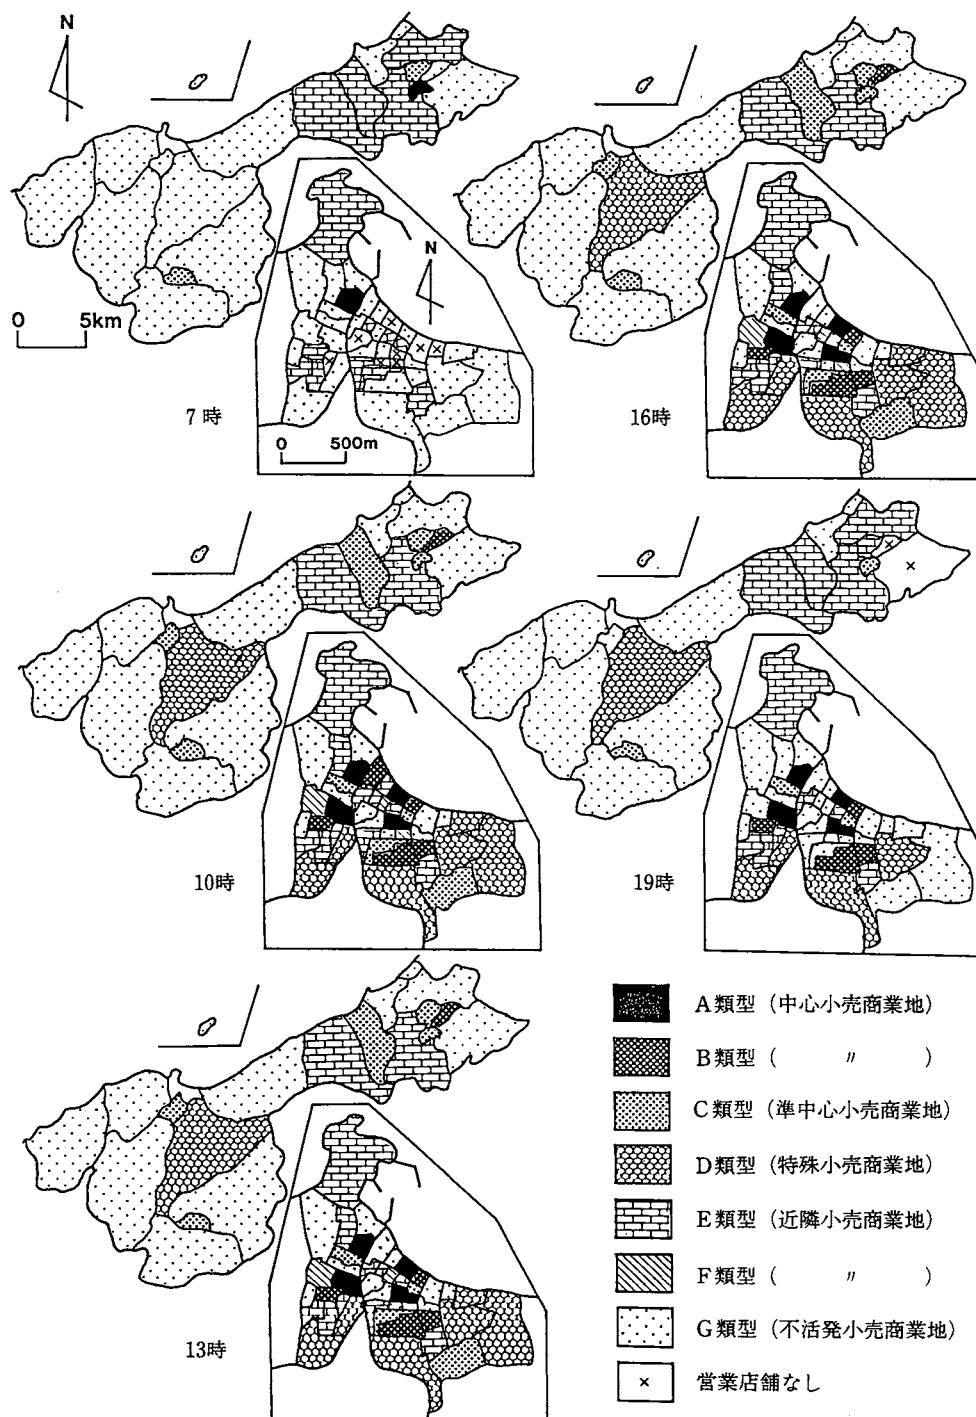 N
0 5km
N
7時
0 500m
16時
10時
19時
13時
A類型(中心小売商業地)
B類型( 〃 )
C類型(準中心小売商業地)
D類型(特殊小売商業地)
E類型(近隣小売商業地)
F類型( 〃 )
G類型(不活発小売商業地)
× 営業店舗なし